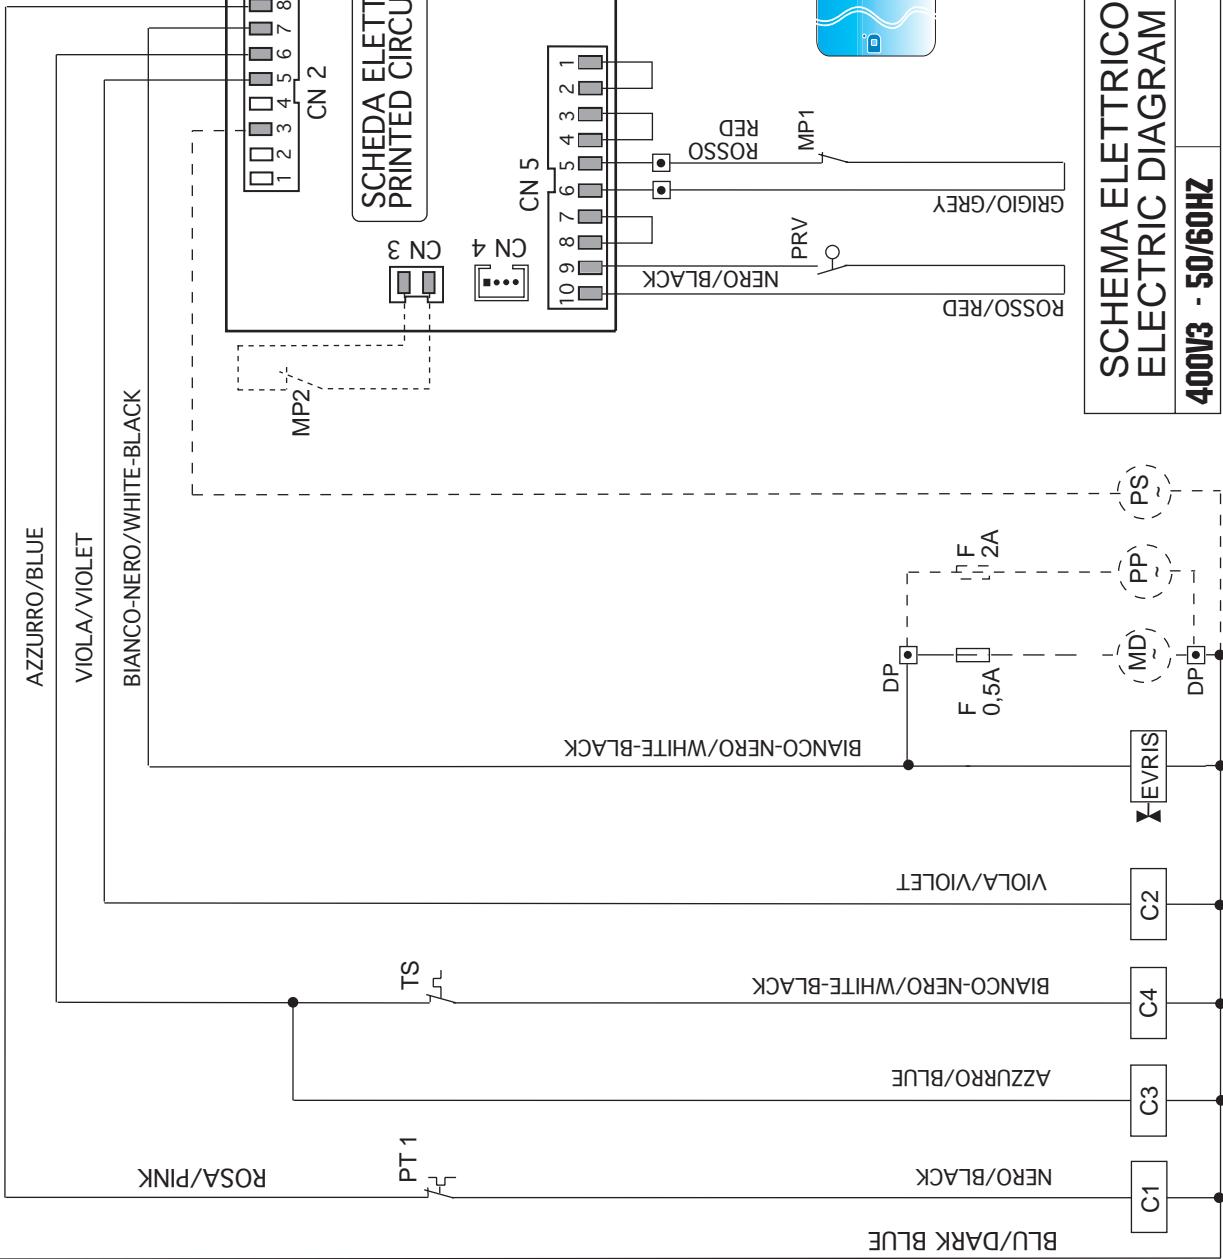 8
7
6
5
4
3
2
1
CN 2
SCHEDA ELETT
PRINTED CIRCU
CN 3
CN 4
CN 5
1
2
3
4
5
6
7
8
9
10
ROSSO
RED
MP1
GRIGIO/GREY
PRV
NERO/BLACK
ROSSO/RED
MP2
SCHEMA ELETTRICO
ELECTRIC DIAGRAM
400V3 - 50/60HZ
AZZURRO/BLUE
VIOLA/VIOLET
BIANCO-NERO/WHITE-BLACK
PS
~
F
2A
PP
~
DP
F
0,5A
MD
~
DP
BIANCO-NERO/WHITE-BLACK
EVRIS
VIOLA/VIOLET
C2
TS
BIANCO-NERO/WHITE-BLACK
C4
AZZURRO/BLUE
C3
ROSA/PINK
PT 1
NERO/BLACK
C1
BLU/DARK BLUE